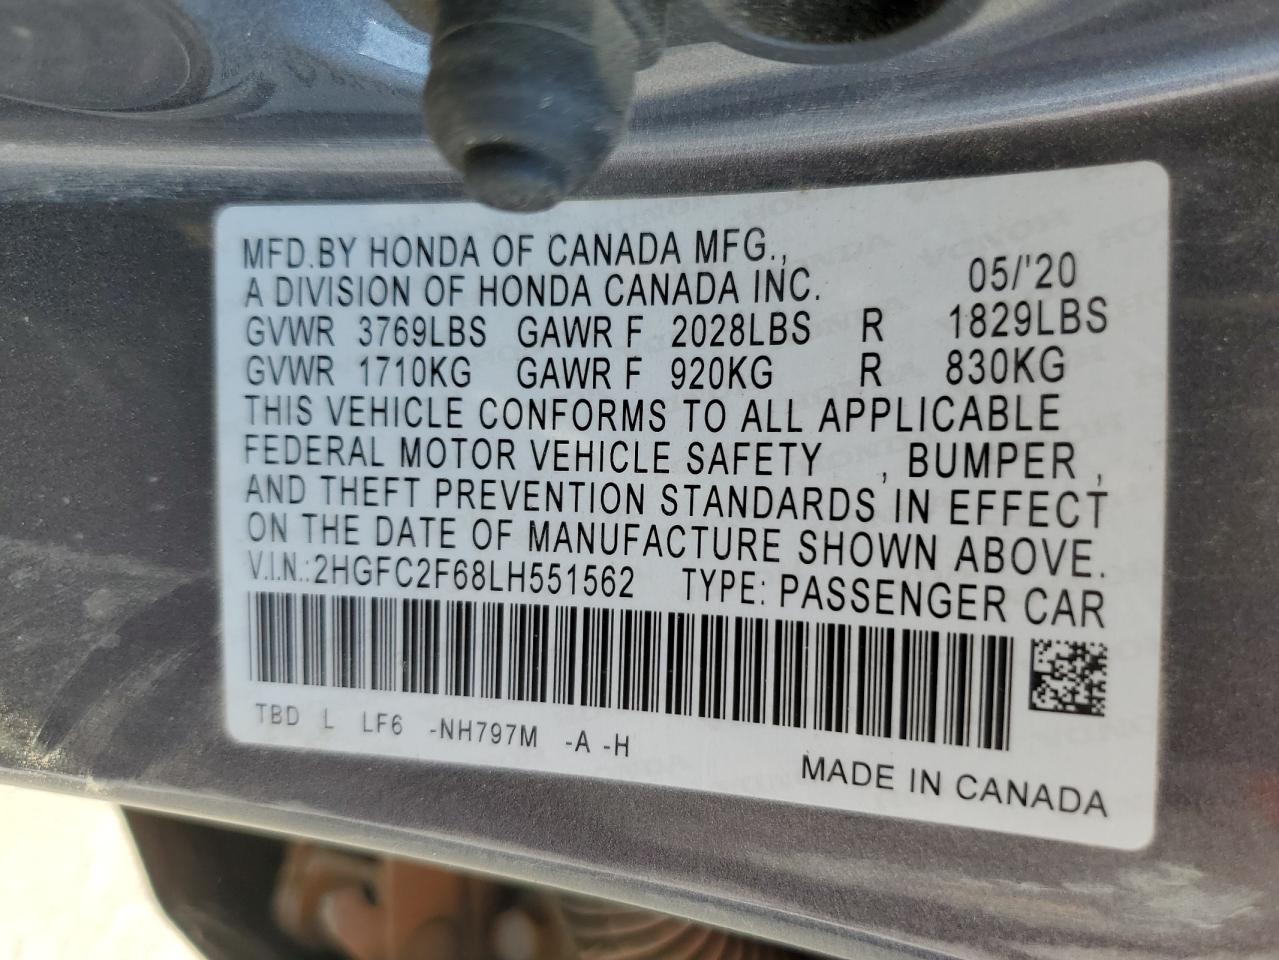 MFD.BY HONDA OF CANADA MFG.,
A DIVISION OF HONDA CANADA INC. 05/'20
GVWR 3769LBS GAWR F 2028LBS R 1829LBS
GVWR 1710KG GAWR F 920KG R 830KG
THIS VEHICLE CONFORMS TO ALL APPLICABLE
FEDERAL MOTOR VEHICLE SAFETY , BUMPER ,
AND THEFT PREVENTION STANDARDS IN EFFECT
ON THE DATE OF MANUFACTURE SHOWN ABOVE.
V.I.N.:2HGFC2F68LH551562 TYPE: PASSENGER CAR
TBD L LF6 -NH797M -A -H
MADE IN CANADA